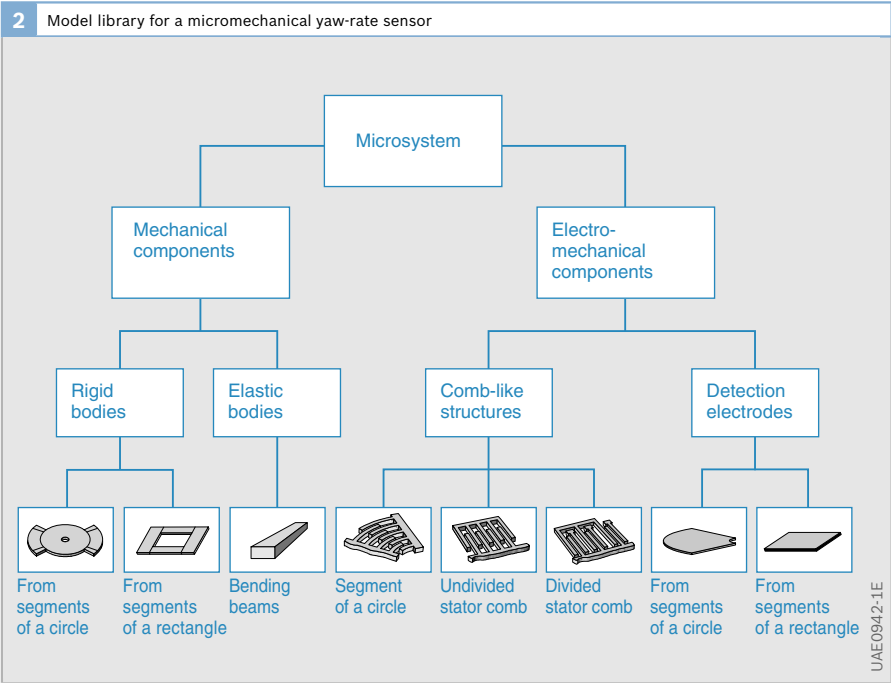 2
Model library for a micromechanical yaw-rate sensor
Microsystem
Mechanical
components
Electro-
mechanical
components
Rigid
bodies
Elastic
bodies
Comb-like
structures
Detection
electrodes
From
segments
of a circle
From
segments
of a rectangle
Bending
beams
Segment
of a circle
Undivided
stator comb
Divided
stator comb
From
segments
of a circle
From
segments
of a rectangle
UAE0942-1E